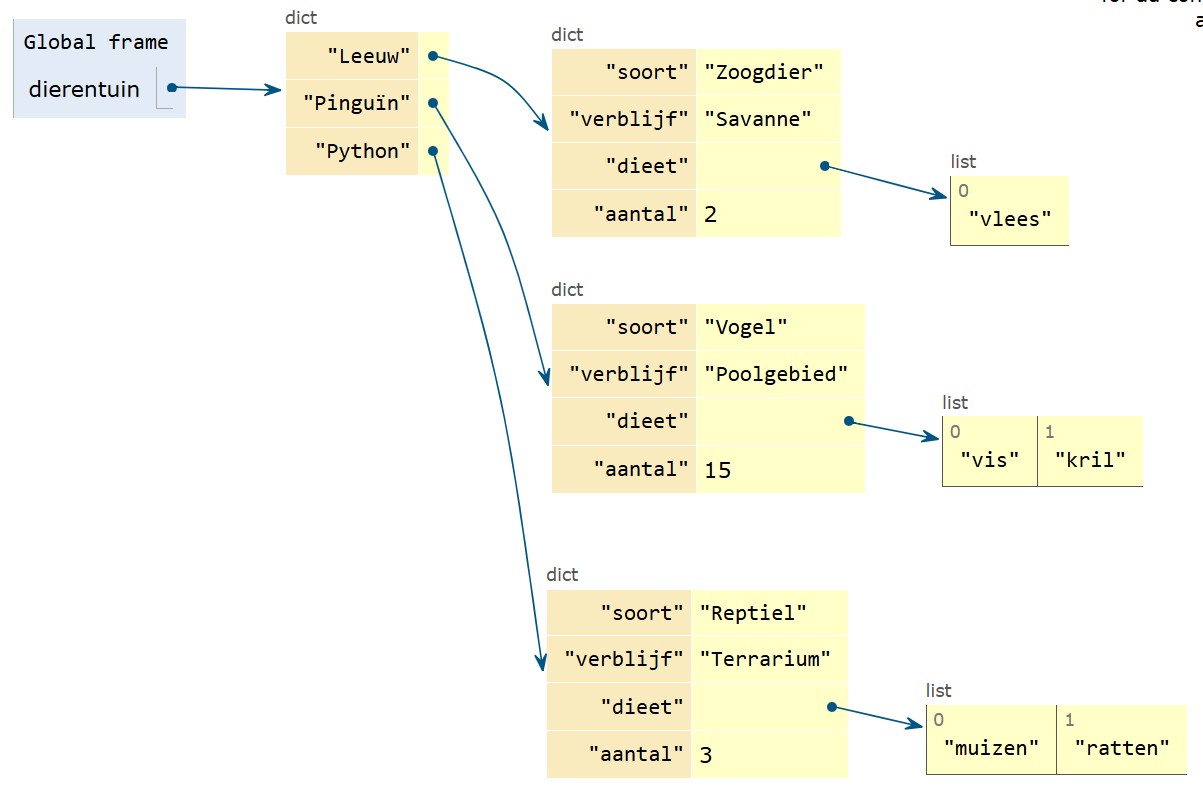 Global frame
dierentuin
dict
"Leeuw"
"Pinguïn"
"Python"
dict
"soort" "Zoogdier"
"verblijf" "Savanne"
"dieet"
"aantal" 2
list
0
"vlees"
dict
"soort" "Vogel"
"verblijf" "Poolgebied"
"dieet"
"aantal" 15
list
0 1
"vis" "kril"
dict
"soort" "Reptiel"
"verblijf" "Terrarium"
"dieet"
"aantal" 3
list
0 1
"muizen" "ratten"